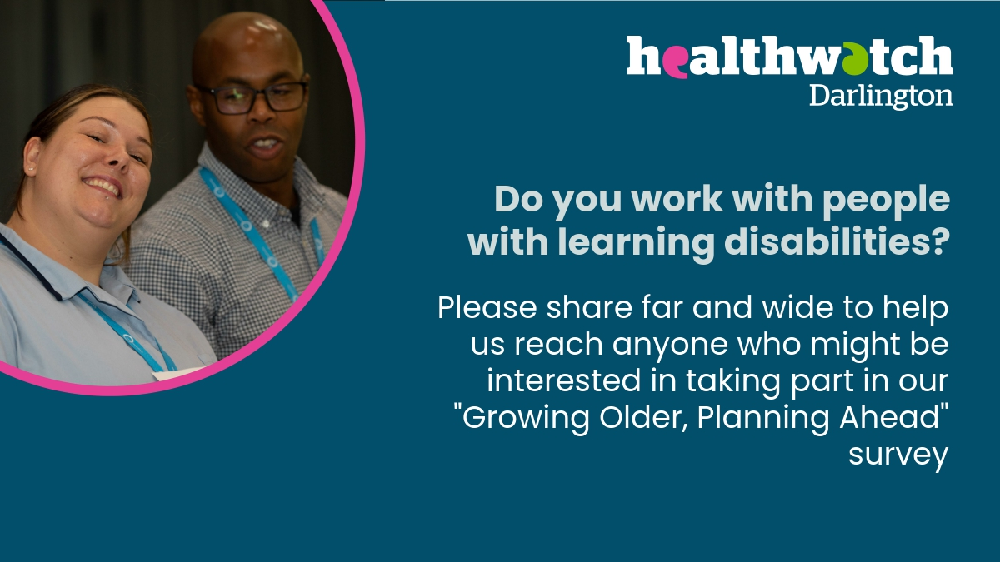 healthwatch
Darlington
Do you work with people
with learning disabilities?
Please share far and wide to help
us reach anyone who might be
interested in taking part in our
"Growing Older, Planning Ahead"
survey